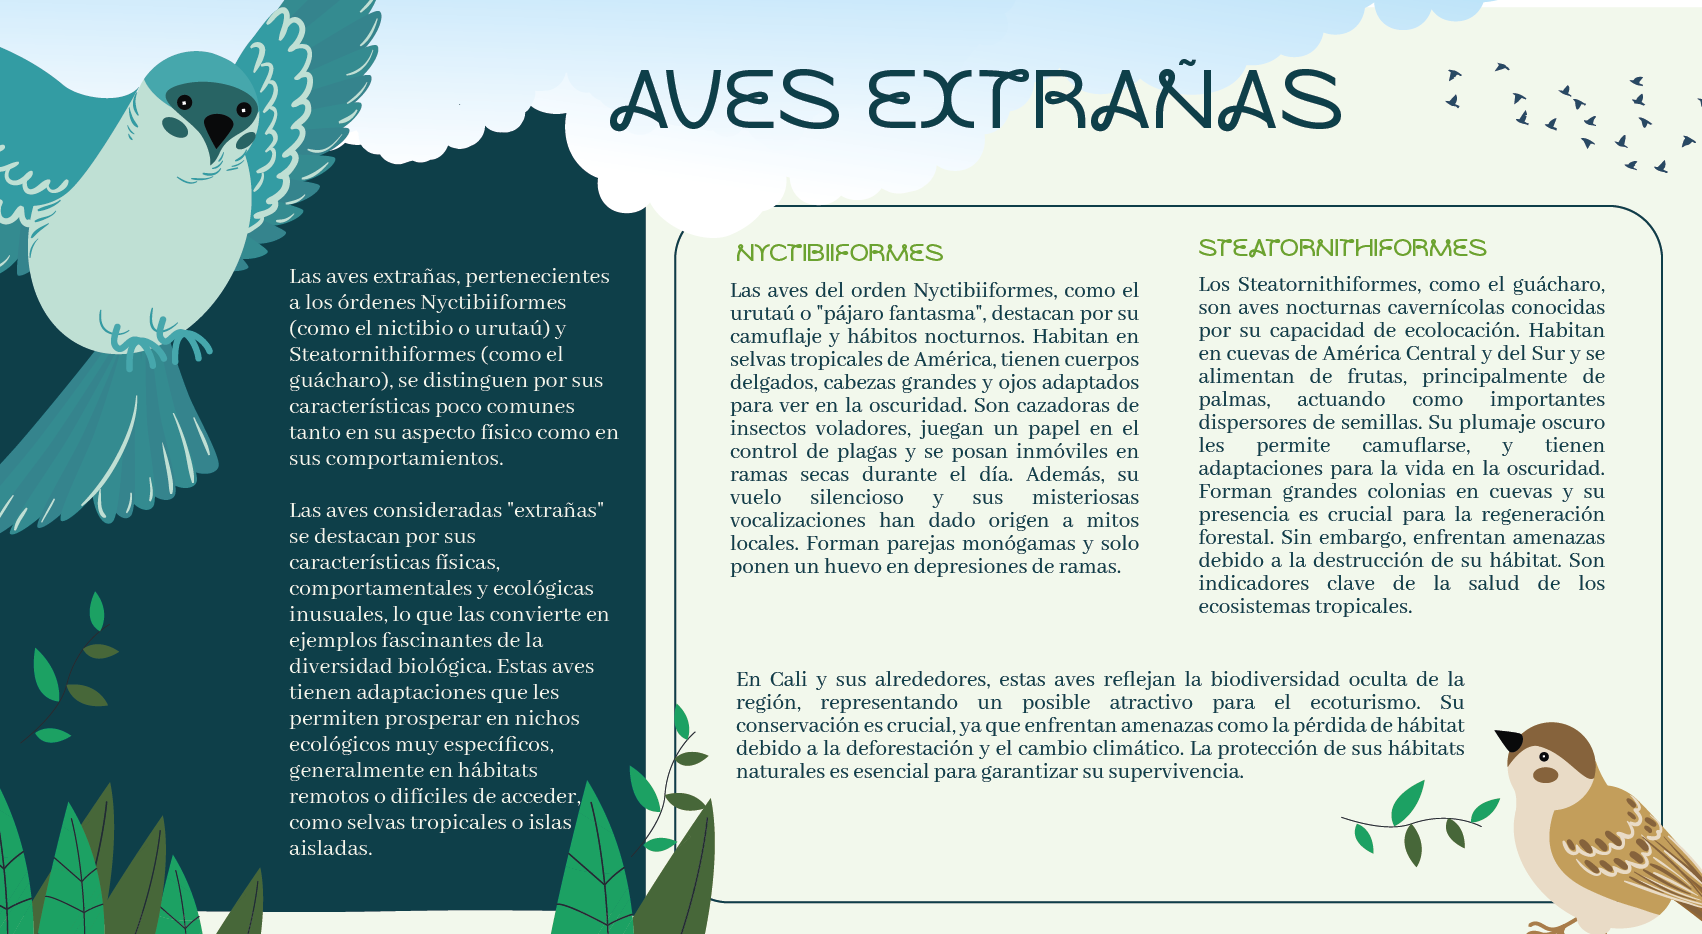 AVES EXTRAÑAS
Las aves extrañas, pertenecientes
a los órdenes Nyctibiiformes
(como el nictibio o urutaú) y
Steatornithiformes (como el
guácharo), se distinguen por sus
características poco comunes
tanto en su aspecto físico como en
sus comportamientos.
Las aves consideradas "extrañas"
se destacan por sus
características físicas,
comportamentales y ecológicas
inusuales, lo que las convierte en
ejemplos fascinantes de la
diversidad biológica. Estas aves
tienen adaptaciones que les
permiten prosperar en nichos
ecológicos muy específicos,
generalmente en hábitats
remotos o difíciles de acceder,
como selvas tropicales o islas
aisladas.
NYCTIBIIFORMES
Las aves del orden Nyctibiiformes, como el
urutaú o "pájaro fantasma", destacan por su
camuflaje y hábitos nocturnos. Habitan en
selvas tropicales de América, tienen cuerpos
delgados, cabezas grandes y ojos adaptados
para ver en la oscuridad. Son cazadoras de
insectos voladores, juegan un papel en el
control de plagas y se posan inmóviles en
ramas secas durante el día. Además, su
vuelo silencioso y sus misteriosas
vocalizaciones han dado origen a mitos
locales. Forman parejas monógamas y solo
ponen un huevo en depresiones de ramas.
STEATORNITHIFORMES
Los Steatornithiformes, como el guácharo,
son aves nocturnas cavernícolas conocidas
por su capacidad de ecolocación. Habitan
en cuevas de América Central y del Sur y se
alimentan de frutas, principalmente de
palmas, actuando como importantes
dispersores de semillas. Su plumaje oscuro
les permite camuflarse, y tienen
adaptaciones para la vida en la oscuridad.
Forman grandes colonias en cuevas y su
presencia es crucial para la regeneración
forestal. Sin embargo, enfrentan amenazas
debido a la destrucción de su hábitat. Son
indicadores clave de la salud de los
ecosistemas tropicales.
En Cali y sus alrededores, estas aves reflejan la biodiversidad oculta de la
región, representando un posible atractivo para el ecoturismo. Su
conservación es crucial, ya que enfrentan amenazas como la pérdida de hábitat
debido a la deforestación y el cambio climático. La protección de sus hábitats
naturales es esencial para garantizar su supervivencia.